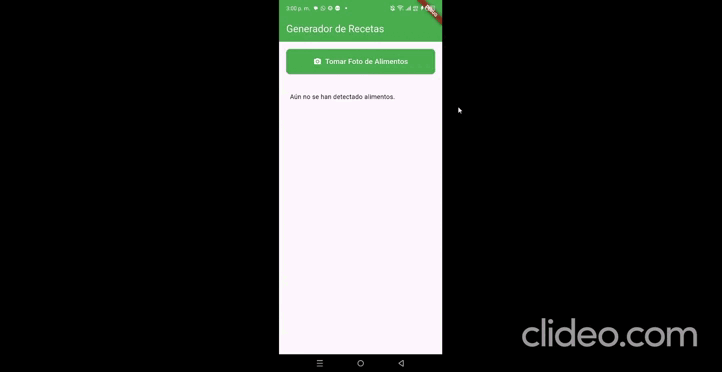 3:00 p. m.
Generador de Recetas
Tomar Foto de Alimentos
Aún no se han detectado alimentos.
clideo.com